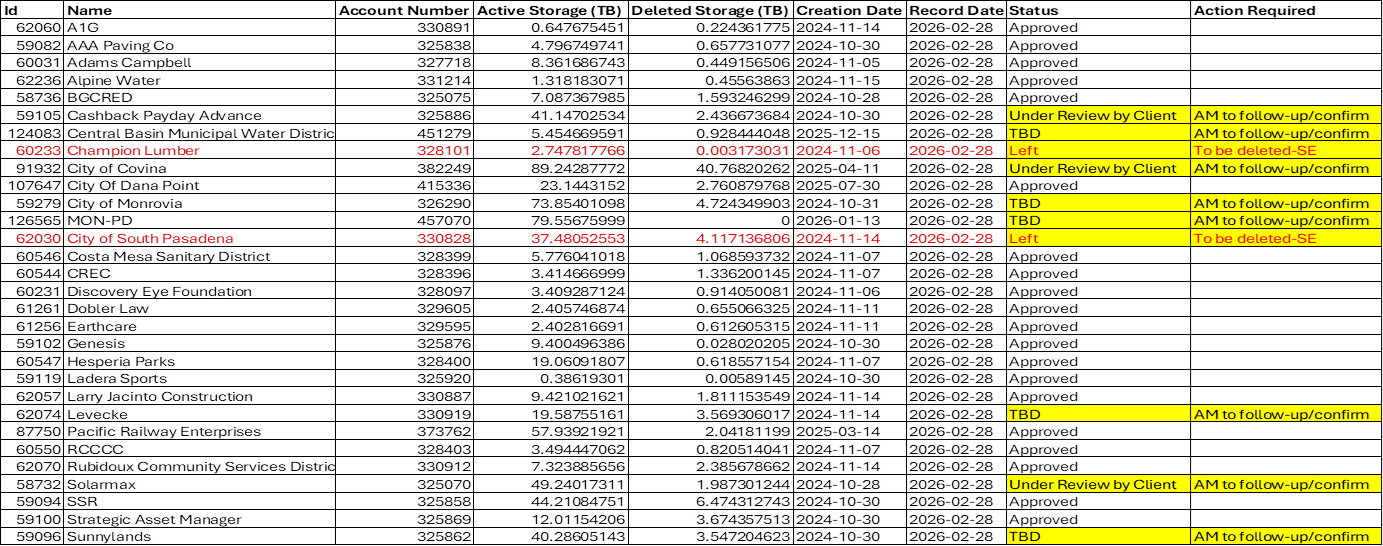 Id Name Account Number Active Storage (TB) Deleted Storage (TB) Creation Date Record Date Status Action Required
62060 A1G 330891 0.647675451 0.224361775 2024-11-14 2026-02-28 Approved
59082 AAA Paving Co 325838 4.796749741 0.657731077 2024-10-30 2026-02-28 Approved
60031 Adams Campbell 327718 8.361686743 0.449156506 2024-11-05 2026-02-28 Approved
62236 Alpine Water 331214 1.318183071 0.45563863 2024-11-15 2026-02-28 Approved
58736 BGCRED 325075 7.087367985 1.593246299 2024-10-28 2026-02-28 Approved
59105 Cashback Payday Advance 325886 41.14702534 2.436673684 2024-10-30 2026-02-28 Under Review by Client AM to follow-up/confirm
124083 Central Basin Municipal Water Distric 451279 5.454669591 0.928444048 2025-12-15 2026-02-28 TBD AM to follow-up/confirm
60233 Champion Lumber 328101 2.747817766 0.003173031 2024-11-06 2026-02-28 Left To be deleted-SE
91932 City of Covina 382249 89.24287772 40.76820262 2025-04-11 2026-02-28 Under Review by Client AM to follow-up/confirm
107647 City Of Dana Point 415336 23.1443152 2.760879768 2025-07-30 2026-02-28 Approved
59279 City of Monrovia 326290 73.85401098 4.724349903 2024-10-31 2026-02-28 TBD AM to follow-up/confirm
126565 MON-PD 457070 79.55675999 0 2026-01-13 2026-02-28 TBD AM to follow-up/confirm
62030 City of South Pasadena 330828 37.48052553 4.117136806 2024-11-14 2026-02-28 Left To be deleted-SE
60546 Costa Mesa Sanitary District 328399 5.776041018 1.068593732 2024-11-07 2026-02-28 Approved
60544 CREC 328396 3.414666999 1.336200145 2024-11-07 2026-02-28 Approved
60231 Discovery Eye Foundation 328097 3.409287124 0.914050081 2024-11-06 2026-02-28 Approved
61261 Dobler Law 329605 2.405746874 0.655066325 2024-11-11 2026-02-28 Approved
61256 Earthcare 329595 2.402816691 0.612605315 2024-11-11 2026-02-28 Approved
59102 Genesis 325876 9.400496386 0.028020205 2024-10-30 2026-02-28 Approved
60547 Hesperia Parks 328400 19.06091807 0.618557154 2024-11-07 2026-02-28 Approved
59119 Ladera Sports 325920 0.38619301 0.00589145 2024-10-30 2026-02-28 Approved
62057 Larry Jacinto Construction 330887 9.421021621 1.811153549 2024-11-14 2026-02-28 Approved
62074 Levecke 330919 19.58755161 3.569306017 2024-11-14 2026-02-28 TBD AM to follow-up/confirm
87750 Pacific Railway Enterprises 373762 57.93921921 2.04181199 2025-03-14 2026-02-28 Approved
60550 RCCCC 328403 3.494447062 0.820514041 2024-11-07 2026-02-28 Approved
62070 Rubidoux Community Services Distric 330912 7.323885656 2.385678662 2024-11-14 2026-02-28 Approved
58732 Solarmax 325070 49.24017311 1.987301244 2024-10-28 2026-02-28 Under Review by Client AM to follow-up/confirm
59094 SSR 325858 44.21084751 6.474312743 2024-10-30 2026-02-28 Approved
59100 Strategic Asset Manager 325869 12.01154206 3.674357513 2024-10-30 2026-02-28 Approved
59096 Sunnylands 325862 40.28605143 3.547204623 2024-10-30 2026-02-28 TBD AM to follow-up/confirm